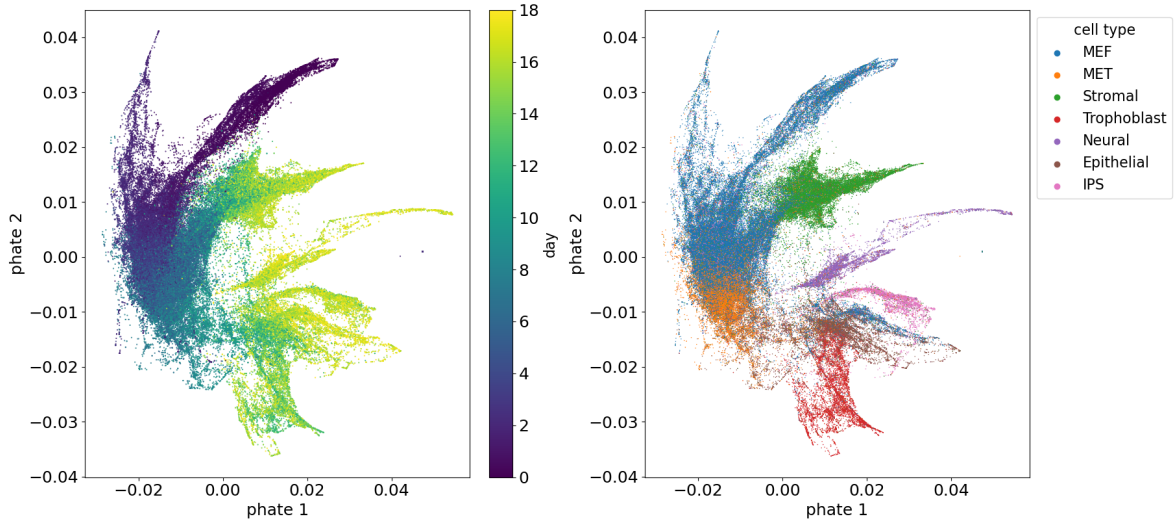 0.04
0.03
0.02
0.01
0.00
−0.01
−0.02
−0.03
−0.04
phate 2
−0.02
0.00
0.02
0.04
phate 1
18
16
14
12
10
8
6
4
2
0
day
0.04
0.03
0.02
0.01
0.00
−0.01
−0.02
−0.03
−0.04
phate 2
−0.02
0.00
0.02
0.04
phate 1
cell type
MEF
MET
Stromal
Trophoblast
Neural
Epithelial
IPS